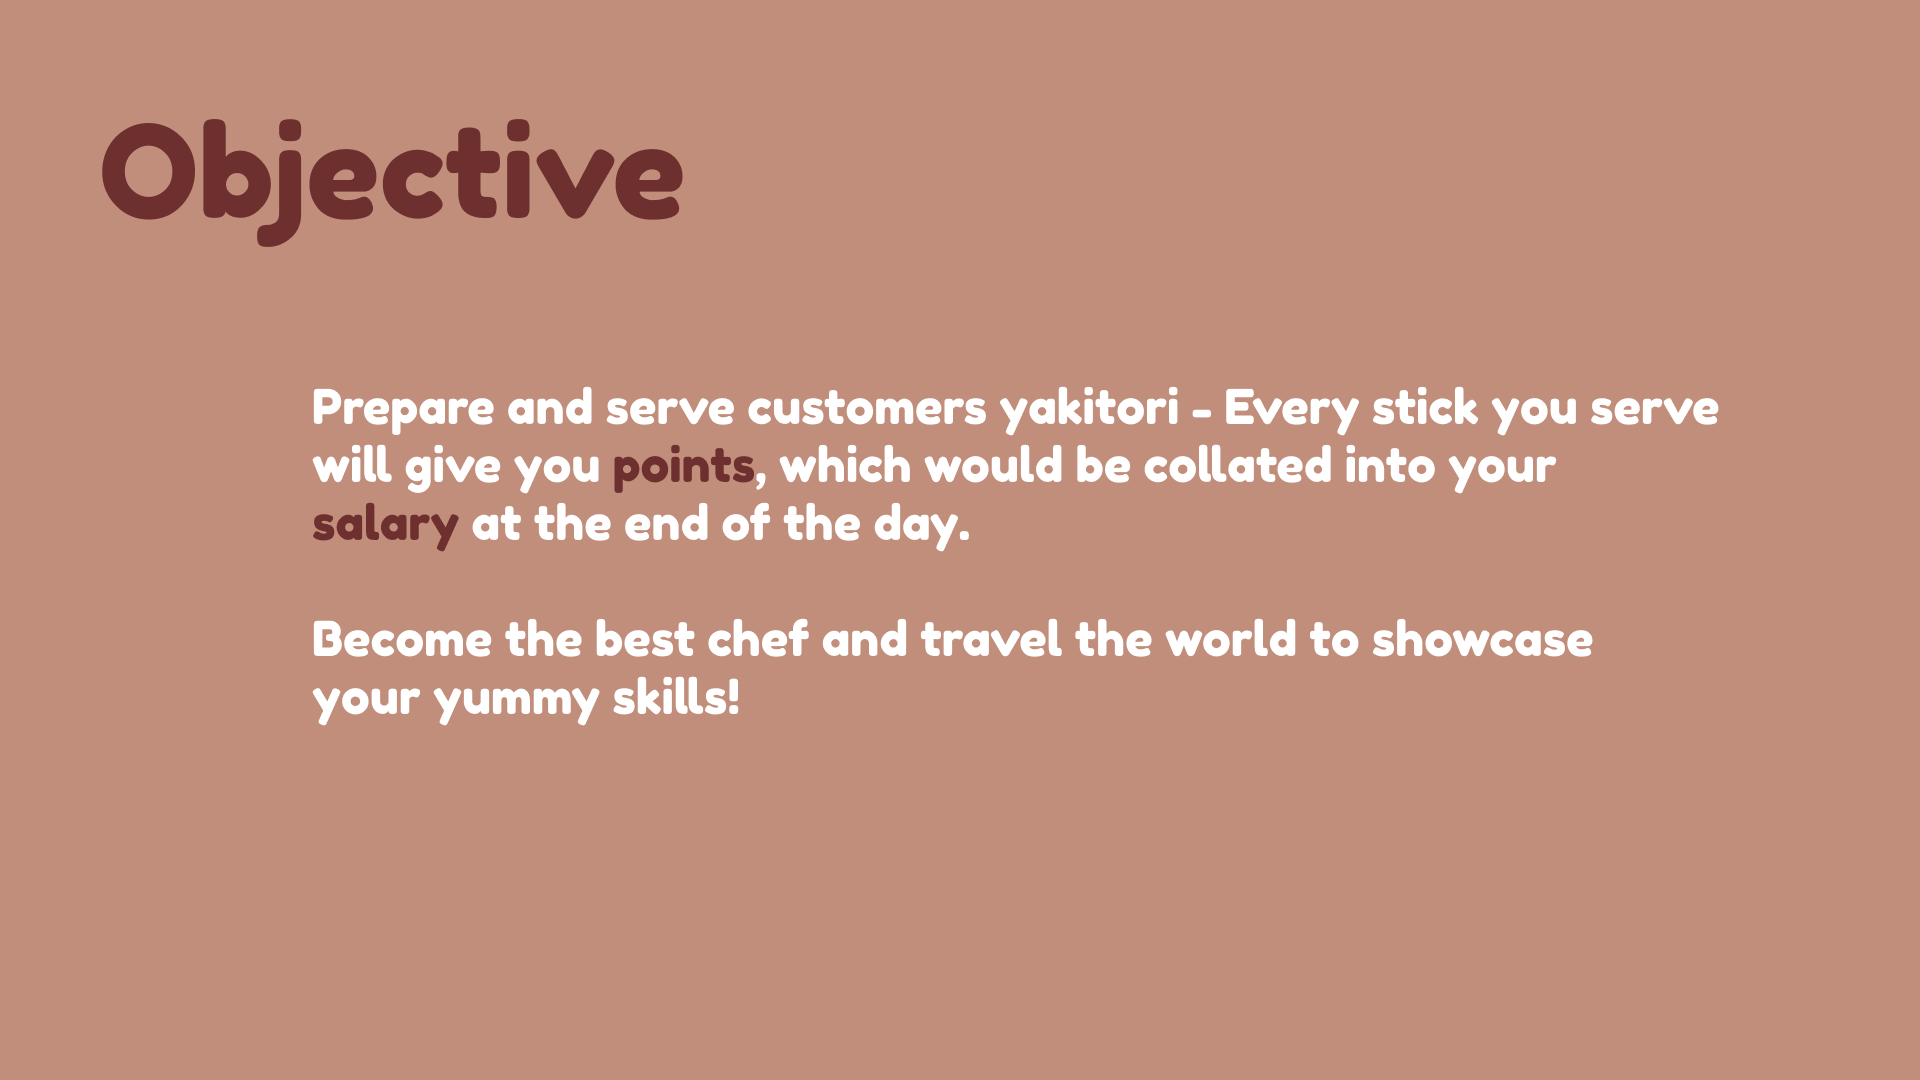 Objective
Prepare and serve customers yakitori - Every stick you serve
will give you points, which would be collated into your
salary at the end of the day.
Become the best chef and travel the world to showcase
your yummy skills!